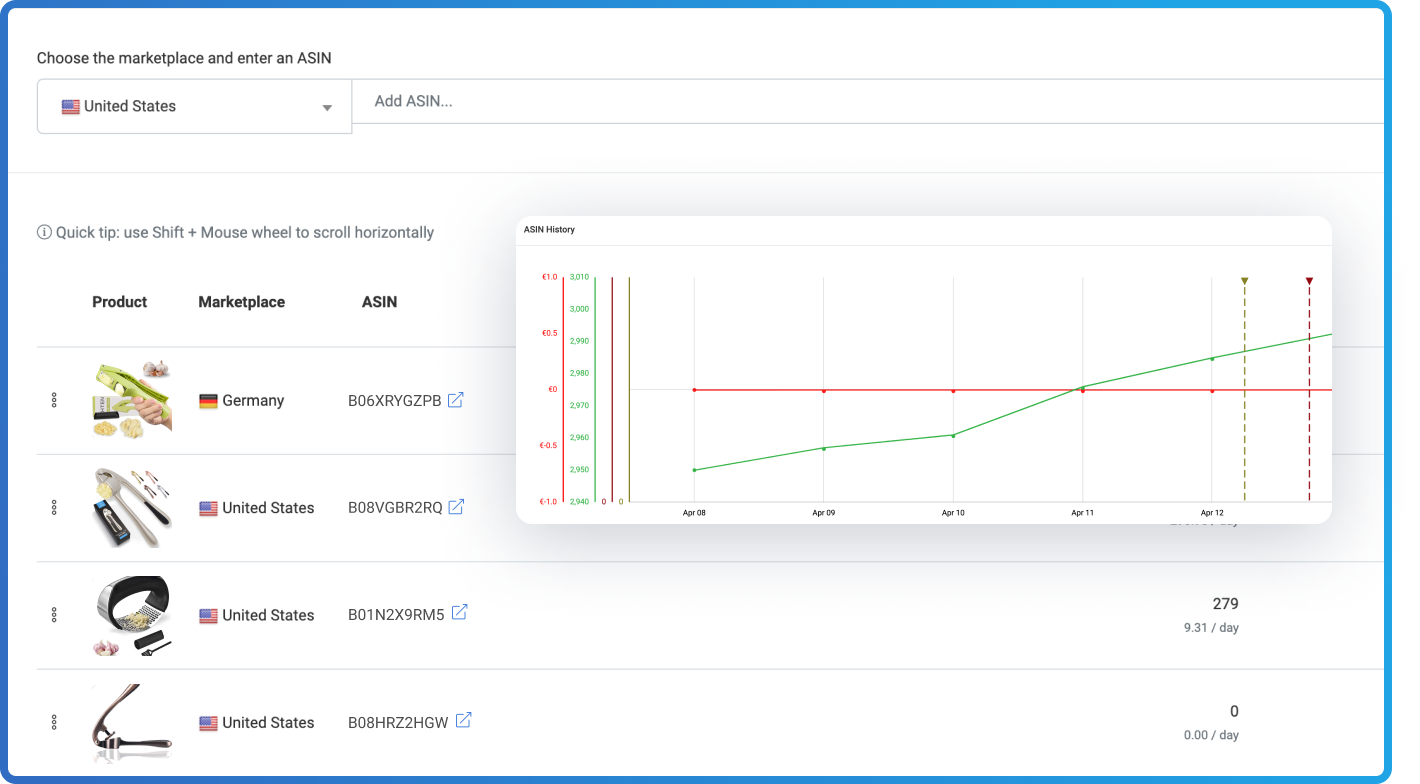 Choose the marketplace and enter an ASIN
United States
Add ASIN...
Quick tip: use Shift + Mouse wheel to scroll horizontally
ASIN History
€1.0 3,010
3,000
€0.5
2,990
2,980
€0
2,970
2,960
€-0.5
2,950
€-1.0 2,940 0 0
Apr 08 Apr 09 Apr 10 Apr 11 Apr 12
Product Marketplace ASIN
Germany B06XRYGZPB
United States B08VGBR2RQ
United States B01N2X9RM5 279
9.31 / day
United States B08HRZ2HGW 0
0.00 / day